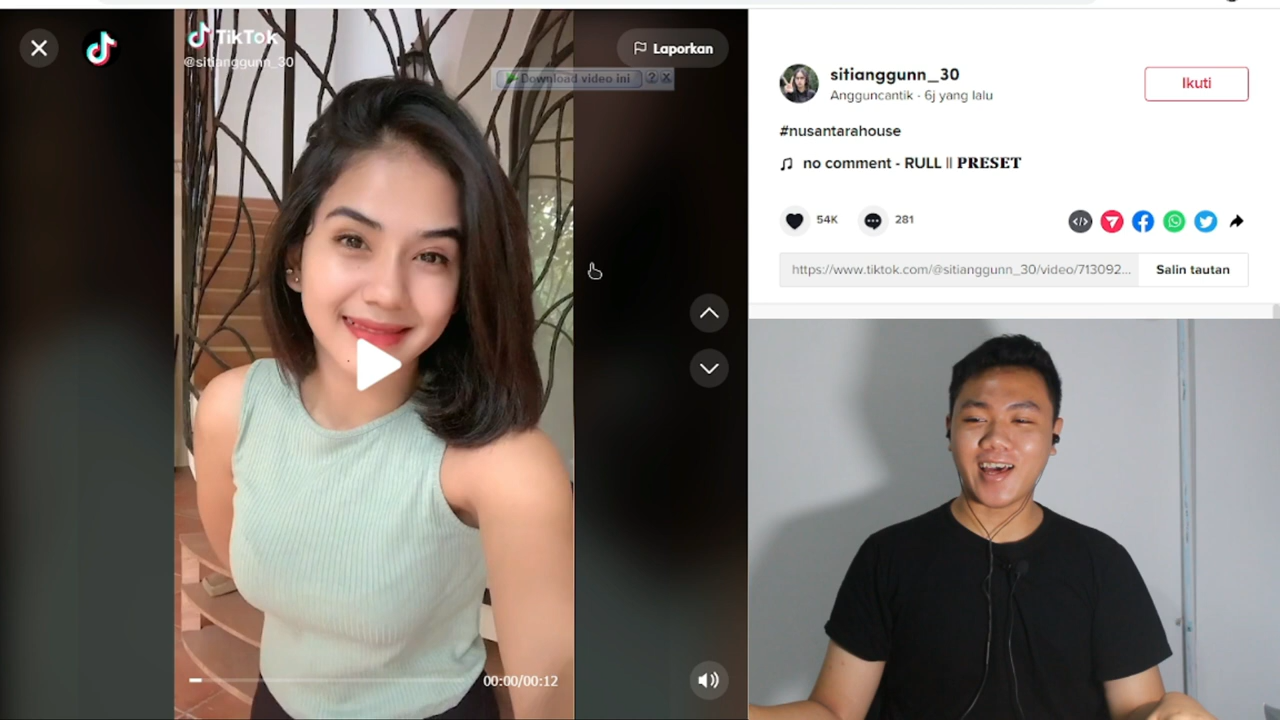 TikTok
@sitianggunn_30
Laporkan
Download video ini ? X
00:00/00:12
sitianggunn_30
Angguncantik · 6j yang lalu
Ikuti
#nusantarahouse
no comment - RULL || 𝐏𝐑𝐄𝐒𝐄𝐓
54K
281
https://www.tiktok.com/@sitianggunn_30/video/713092...
Salin tautan